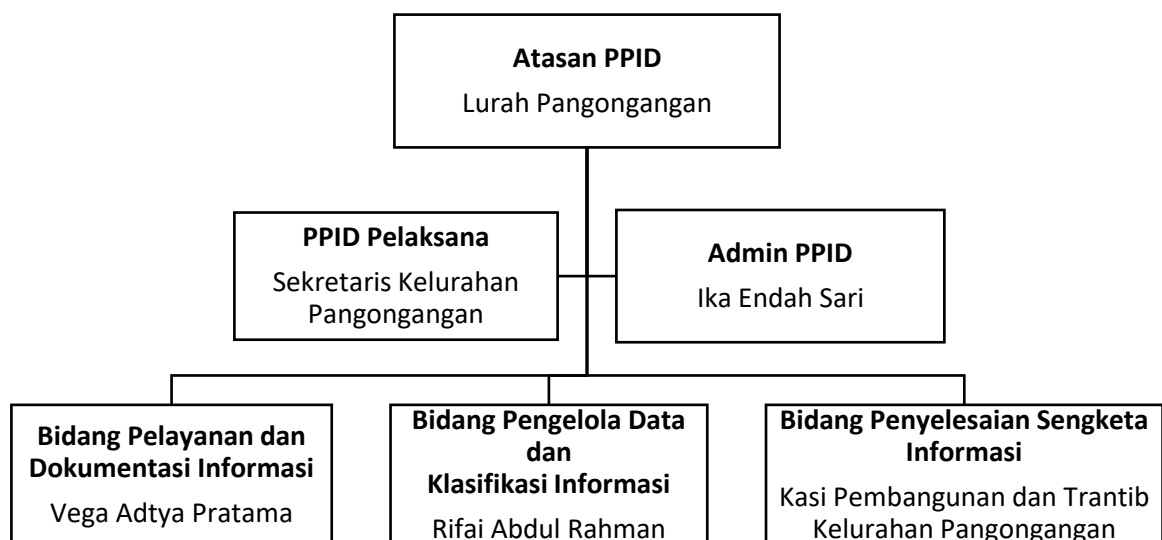 Atasan PPID
Lurah Pangongangan
PPID Pelaksana
Sekretaris Kelurahan
Pangongangan
Admin PPID
Ika Endah Sari
Bidang Pelayanan dan
Dokumentasi Informasi
Vega Adtya Pratama
Bidang Pengelola Data
dan
Klasifikasi Informasi
Rifai Abdul Rahman
Bidang Penyelesaian Sengketa
Informasi
Kasi Pembangunan dan Trantib
Kelurahan Pangongangan